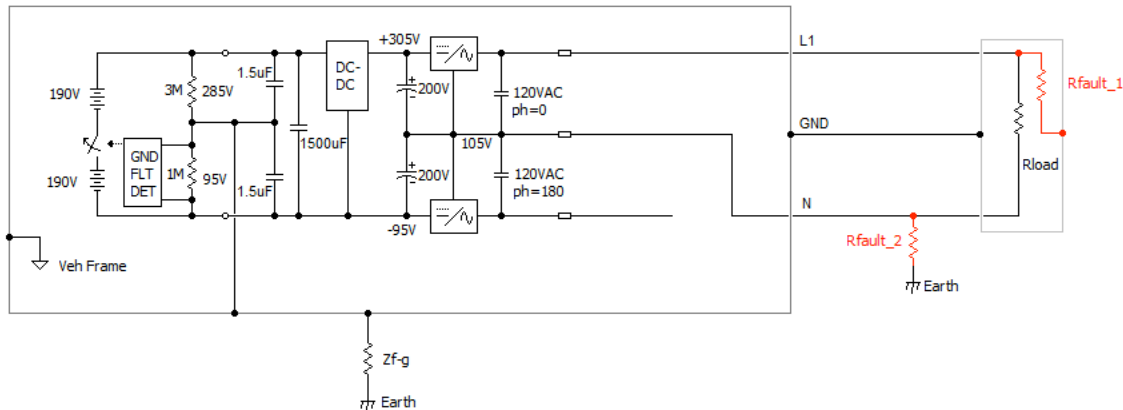 L1
+305V
DC-
DC
1.5uF
3M
285V
190V
200V
120VAC
ph=0
Rfault_1
GND
1500uF
105V
GND
FLT
DET
1M
95V
190V
1.5uF
200V
120VAC
ph=180
Rload
N
-95V
Rfault_2
Veh Frame
Earth
Zf-g
Earth